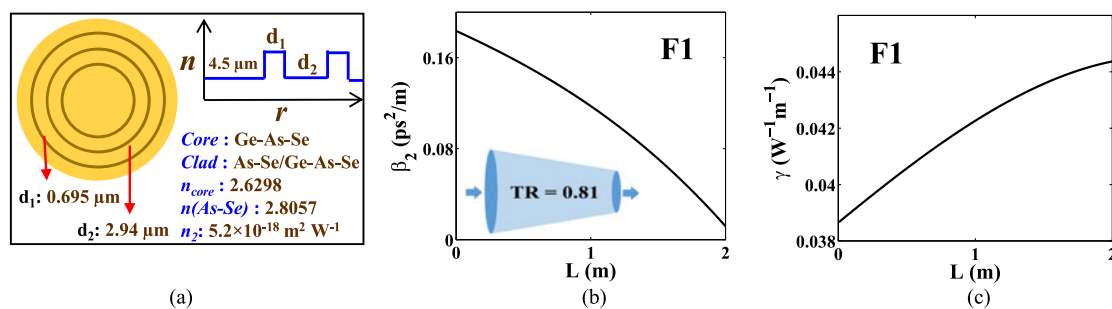 d₁
n
4.5 μm
d₂
r
Core : Ge-As-Se
Clad : As-Se/Ge-As-Se
n_core : 2.6298
n(As-Se) : 2.8057
n₂: 5.2×10⁻¹⁸ m² W⁻¹
d₁: 0.695 μm
d₂: 2.94 μm
(a)
F1
β₂ (ps²/m)
0.16
0.08
0
TR = 0.81
0 1 2
L (m)
(b)
F1
γ (W⁻¹m⁻¹)
0.044
0.042
0.04
0.038
0 1 2
L (m)
(c)